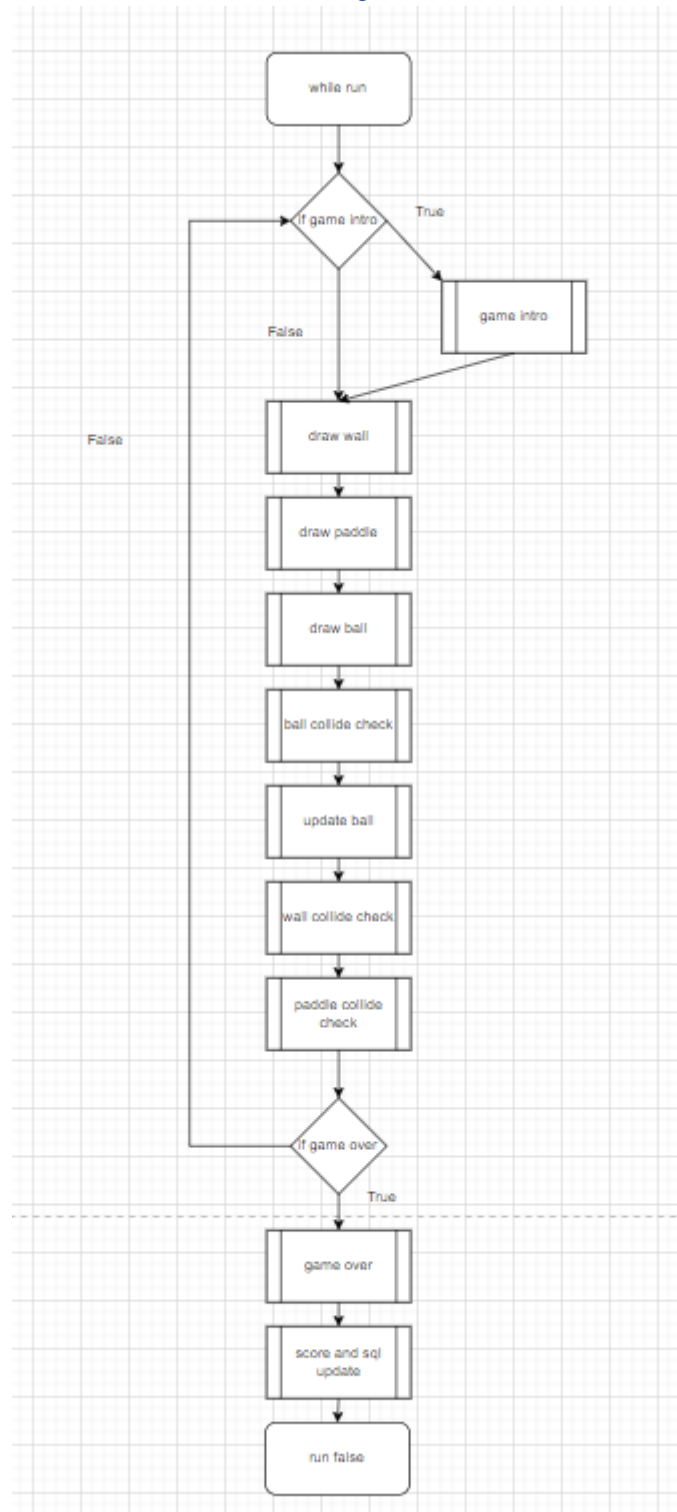 while run
if game intro
True
game intro
False
draw wall
False
draw paddle
draw ball
ball collide check
update ball
wall collide check
paddle collide
check
if game over
True
game over
score and sql
update
run false